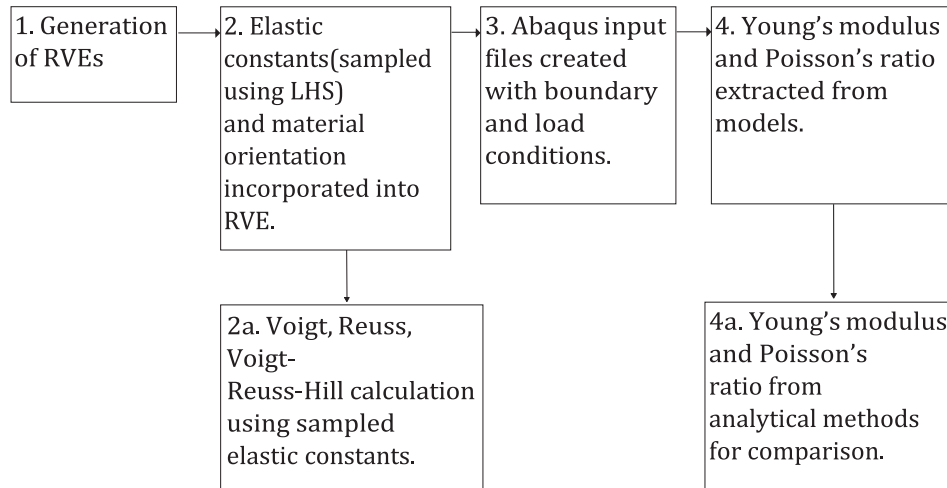 1. Generation
of RVEs
2. Elastic
constants(sampled
using LHS)
and material
orientation
incorporated into
RVE.
3. Abaqus input
files created
with boundary
and load
conditions.
4. Young's modulus
and Poisson's ratio
extracted from
models.
2a. Voigt, Reuss,
Voigt-
Reuss-Hill calculation
using sampled
elastic constants.
4a. Young's modulus
and Poisson's
ratio from
analytical methods
for comparison.